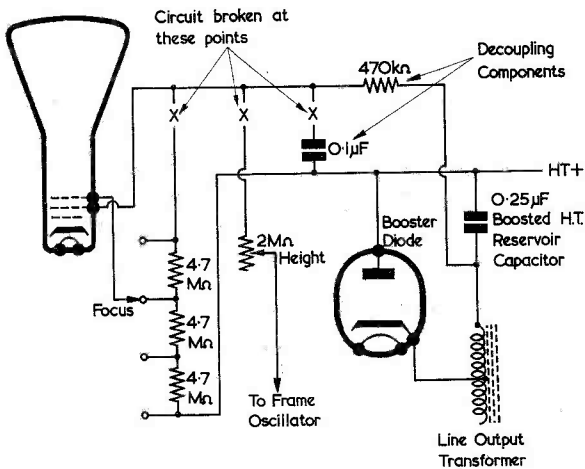 Circuit broken at
these points
470kΩ
Decoupling
Components
X
X
X
0·1μF
HT+
0·25μF
Boosted H.T.
Reservoir
Capacitor
Booster
Diode
2MΩ
Height
4·7
MΩ
Focus
4·7
MΩ
4·7
MΩ
To Frame
Oscillator
Line Output
Transformer